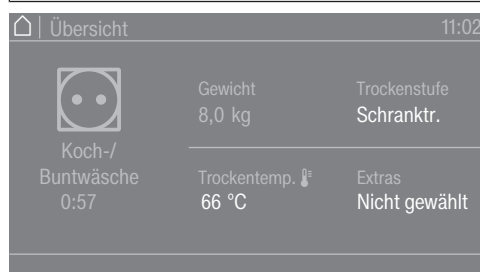 Übersicht 11:02
Koch-/
Buntwäsche
0:57
Gewicht
8,0 kg
Trockenstufe
Schranktr.
Trockentemp.
66 °C
Extras
Nicht gewählt